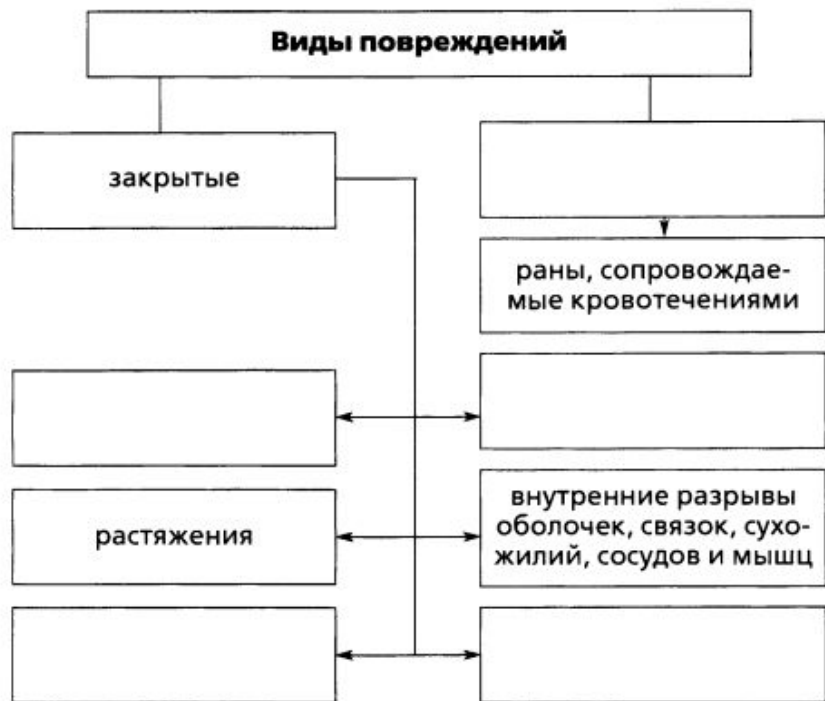 Виды повреждений
закрытые
раны, сопровождае-
мые кровотечениями
растяжения
внутренние разрывы
оболочек, связок, сухо-
жилий, сосудов и мышц